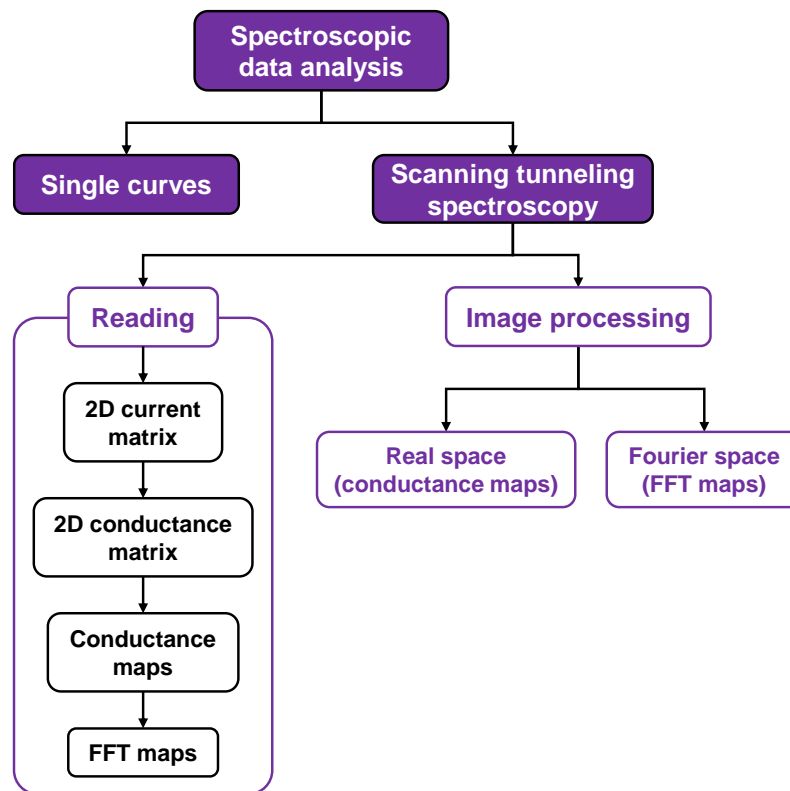 Spectroscopic
data analysis
Single curves
Scanning tunneling
spectroscopy
Reading
Image processing
2D current
matrix
Real space
(conductance maps)
Fourier space
(FFT maps)
2D conductance
matrix
Conductance
maps
FFT maps